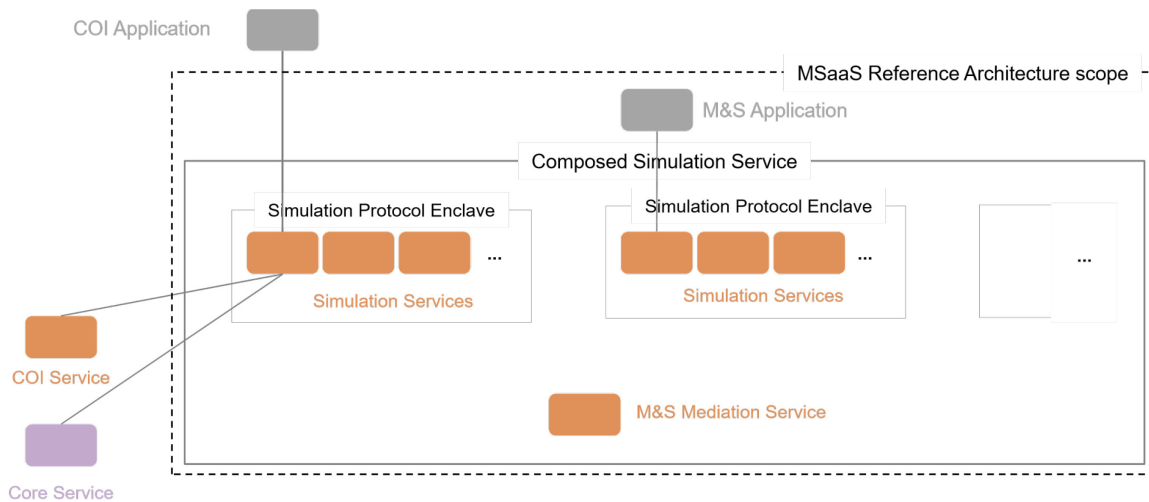 COI Application
MSaaS Reference Architecture scope
M&S Application
Composed Simulation Service
Simulation Protocol Enclave
Simulation Protocol Enclave
...
...
...
Simulation Services
Simulation Services
COI Service
M&S Mediation Service
Core Service